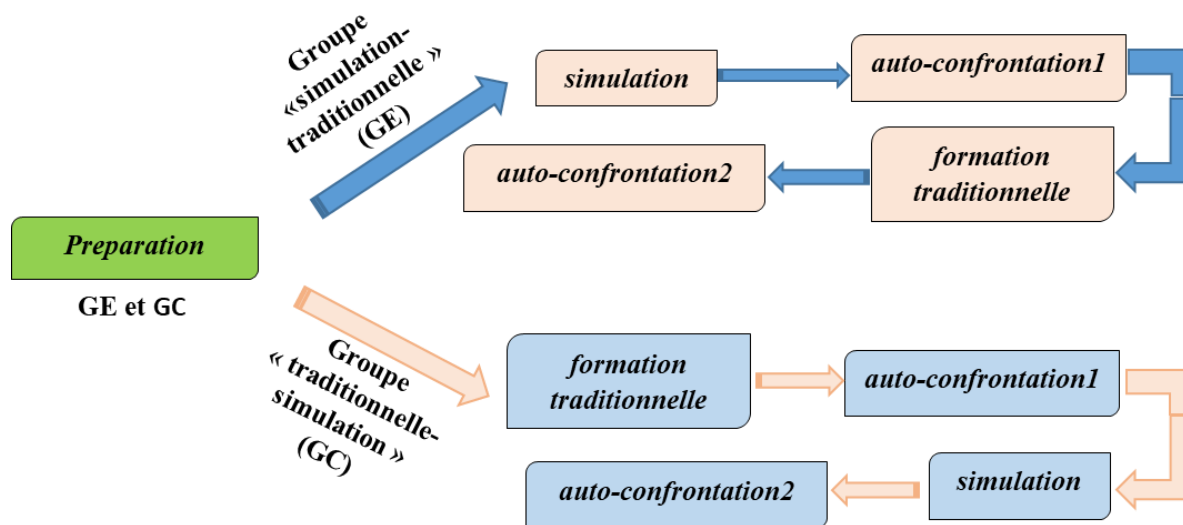 Groupe
«simulation-
traditionnelle »
(GE)
simulation
auto-confrontation1
auto-confrontation2
formation
traditionnelle
Preparation
GE et GC
Groupe
« traditionnelle-
simulation »
(GC)
formation
traditionnelle
auto-confrontation1
auto-confrontation2
simulation